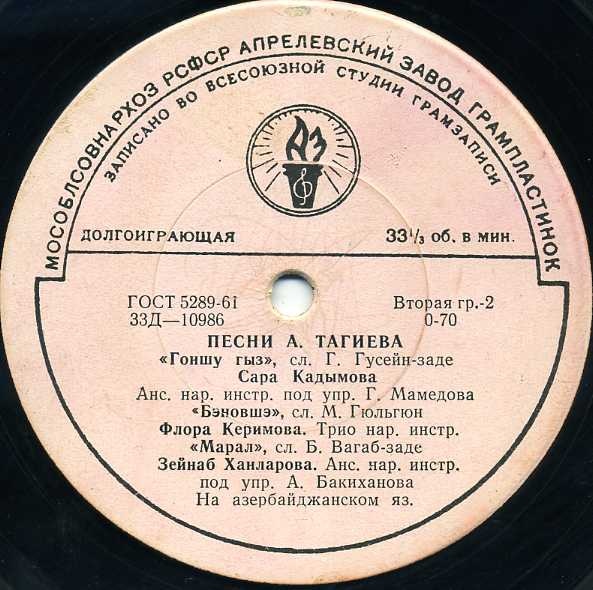 МОСОБЛСОВНАРХОЗ РСФСР АПРЕЛЕВСКИЙ ЗАВОД ГРАМПЛАСТИНОК
ЗАПИСАНО ВО ВСЕСОЮЗНОЙ СТУДИИ ГРАМЗАПИСИ
АЗ
ДОЛГОИГРАЮЩАЯ 33⅓ об. в мин.
ГОСТ 5289-61 Вторая гр.-2
33Д—10986 0-70
ПЕСНИ А. ТАГИЕВА
«Гоншу гыз», сл. Г. Гусейн-заде
Сара Кадымова
Анс. нар. инстр. под упр. Г. Мамедова
«Бэновшэ», сл. М. Гюльгюн
Флора Керимова. Трио нар. инстр.
«Марал», сл. Б. Вагаб-заде
Зейнаб Ханларова. Анс. нар. инстр.
под упр. А. Бакиханова
На азербайджанском яз.